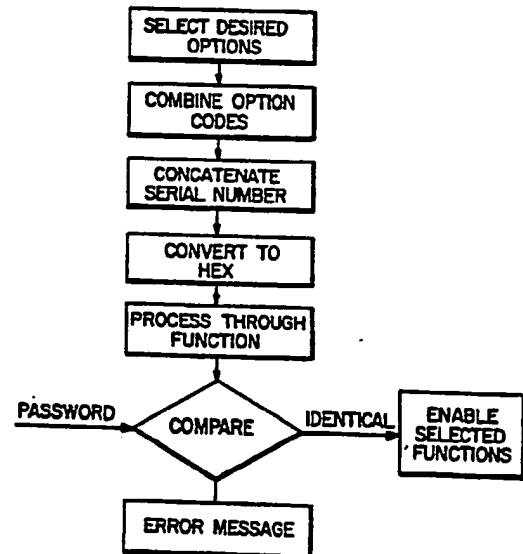 SELECT DESIRED
OPTIONS
COMBINE OPTION
CODES
CONCATENATE
SERIAL NUMBER
CONVERT TO
HEX
PROCESS THROUGH
FUNCTION
PASSWORD
COMPARE
IDENTICAL
ENABLE
SELECTED
FUNCTIONS
ERROR MESSAGE